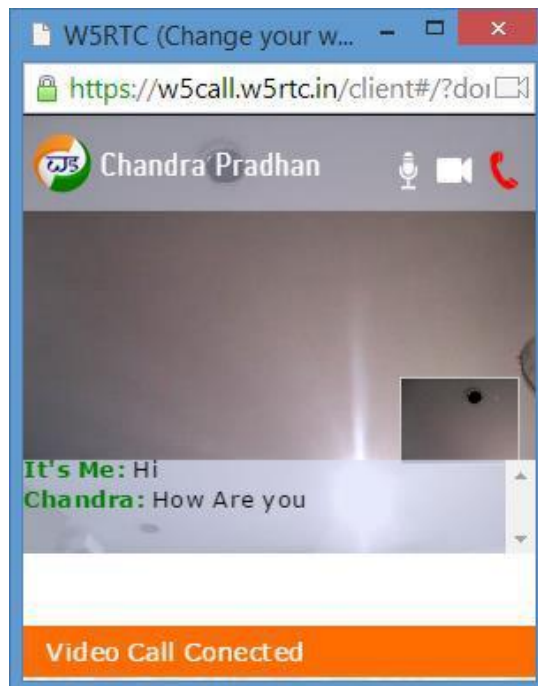 W5RTC (Change your w...
https://w5call.w5rtc.in/client#/?do
Chandra Pradhan
It's Me: Hi
Chandra: How Are you
Video Call Conected